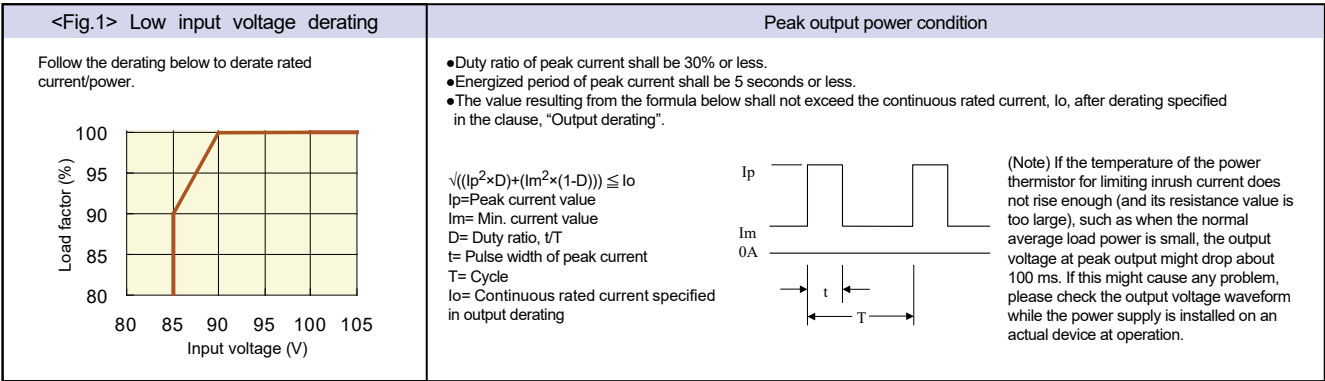 <Fig.1> Low input voltage derating
Follow the derating below to derate rated
current/power.
Load factor (%)
100
95
90
85
80
80 85 90 95 100 105
Input voltage (V)
Peak output power condition
●Duty ratio of peak current shall be 30% or less.
●Energized period of peak current shall be 5 seconds or less.
●The value resulting from the formula below shall not exceed the continuous rated current, Io, after derating specified
in the clause, “Output derating”.
√((Ip²×D)+(Im²×(1-D))) ≦ Io
Ip=Peak current value
Im= Min. current value
D= Duty ratio, t/T
t= Pulse width of peak current
T= Cycle
Io= Continuous rated current specified
in output derating
Ip
Im
0A
t
T
(Note) If the temperature of the power
thermistor for limiting inrush current does
not rise enough (and its resistance value is
too large), such as when the normal
average load power is small, the output
voltage at peak output might drop about
100 ms. If this might cause any problem,
please check the output voltage waveform
while the power supply is installed on an
actual device at operation.